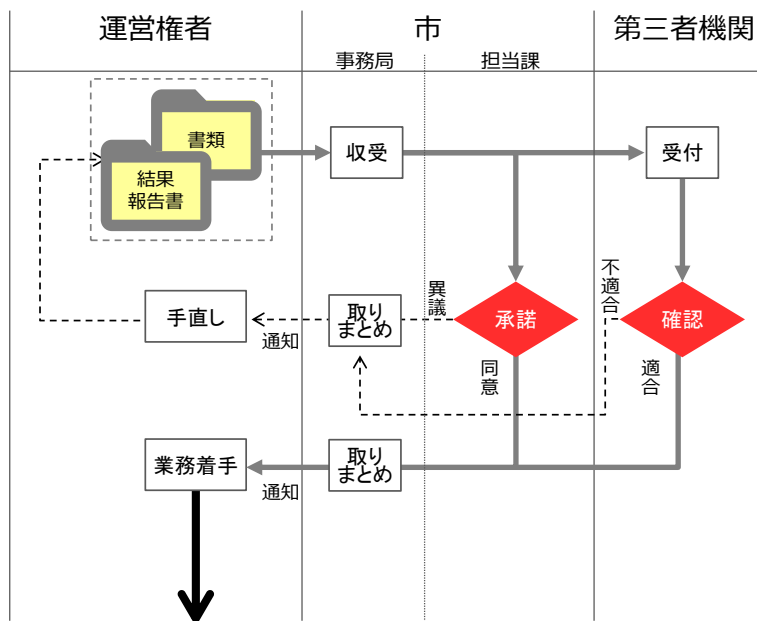 運営権者
市
第三者機関
事務局
担当課
書類
結果
報告書
収受
受付
手直し
通知
取り
まとめ
異議
承諾
不適合
確認
同意
適合
業務着手
通知
取り
まとめ